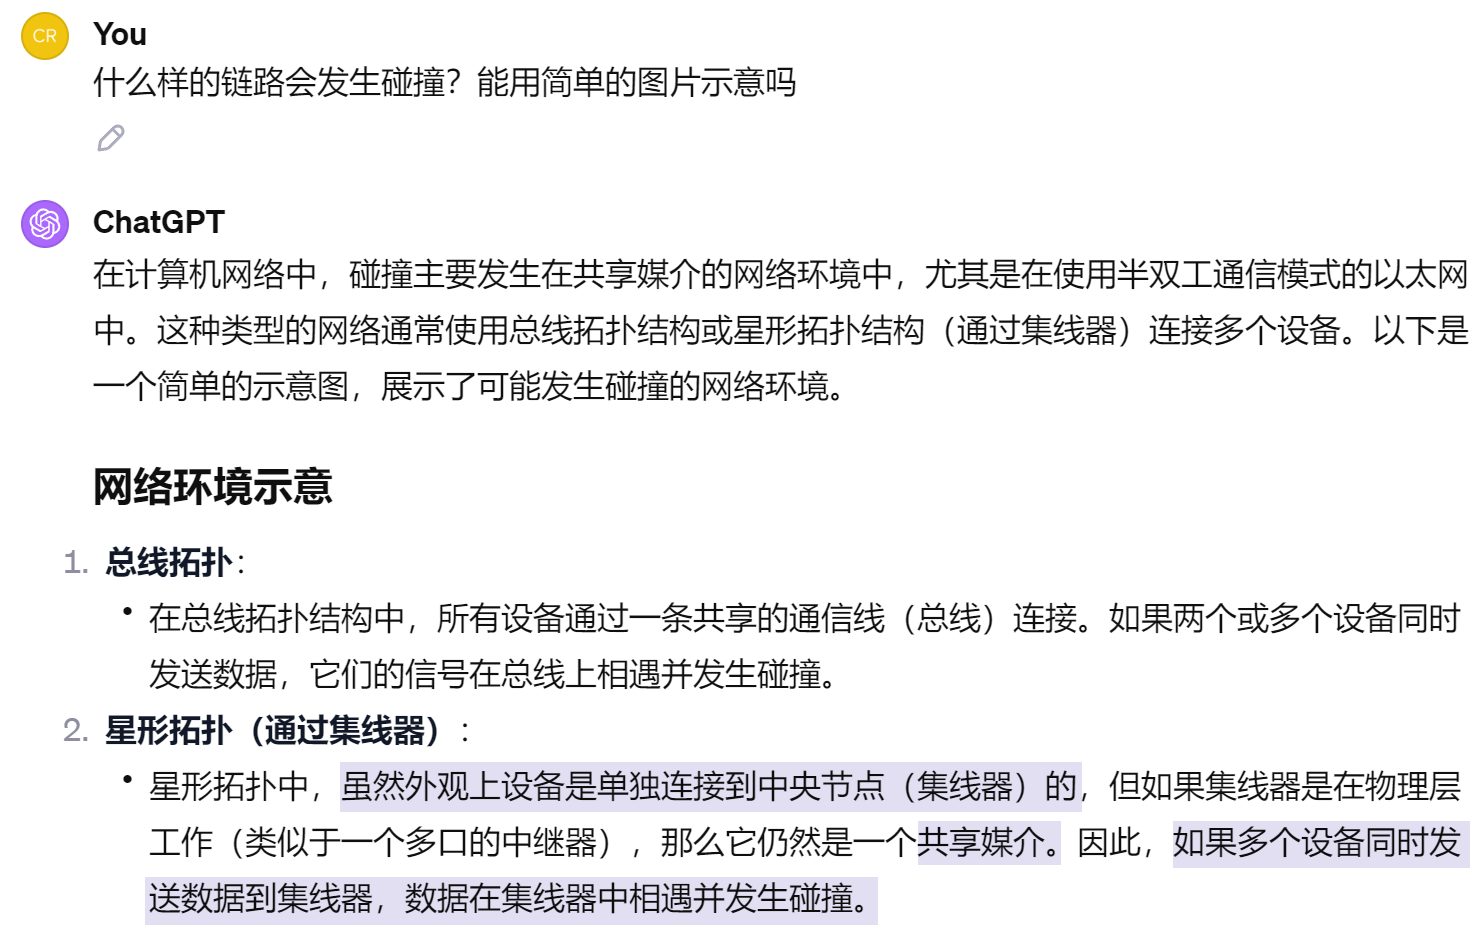 CR
You
什么样的链路会发生碰撞？能用简单的图片示意吗
ChatGPT
在计算机网络中，碰撞主要发生在共享媒介的网络环境中，尤其是在使用半双工通信模式的以太网
中。这种类型的网络通常使用总线拓扑结构或星形拓扑结构（通过集线器）连接多个设备。以下是
一个简单的示意图，展示了可能发生碰撞的网络环境。
网络环境示意
1. 总线拓扑：
• 在总线拓扑结构中，所有设备通过一条共享的通信线（总线）连接。如果两个或多个设备同时
发送数据，它们的信号在总线上相遇并发生碰撞。
2. 星形拓扑（通过集线器）：
• 星形拓扑中，虽然外观上设备是单独连接到中央节点（集线器）的，但如果集线器是在物理层
工作（类似于一个多口的中继器），那么它仍然是一个共享媒介。因此，如果多个设备同时发
送数据到集线器，数据在集线器中相遇并发生碰撞。